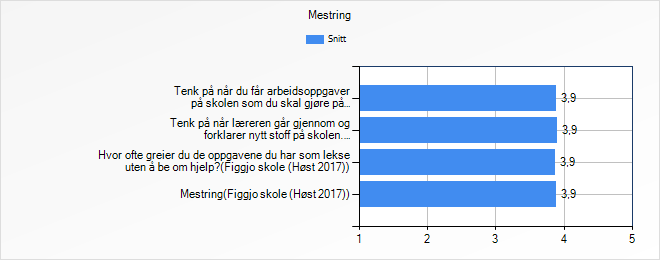 Mestring
Snitt
Tenk på når du får arbeidsoppgaver
på skolen som du skal gjøre på...
3,9
Tenk på når læreren går gjennom og
forklarer nytt stoff på skolen....
3,9
Hvor ofte greier du de oppgavene du har som lekse
uten å be om hjelp?(Figgjo skole (Høst 2017))
3,9
Mestring(Figgjo skole (Høst 2017))
3,9
1 2 3 4 5